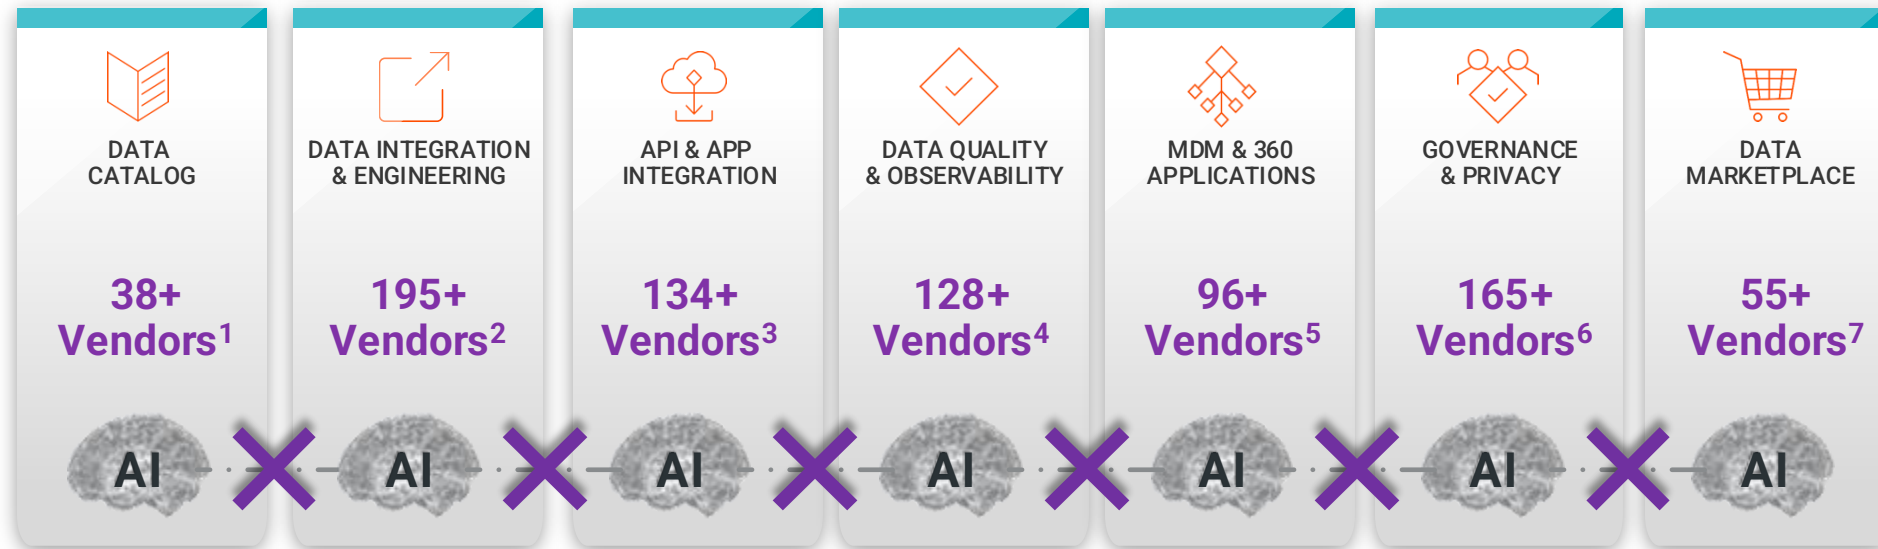 DATA
CATALOG
38+
Vendors¹
AI
DATA INTEGRATION
& ENGINEERING
195+
Vendors²
AI
API & APP
INTEGRATION
134+
Vendors³
AI
DATA QUALITY
& OBSERVABILITY
128+
Vendors⁴
AI
MDM & 360
APPLICATIONS
96+
Vendors⁵
AI
GOVERNANCE
& PRIVACY
165+
Vendors⁶
AI
DATA
MARKETPLACE
55+
Vendors⁷
AI